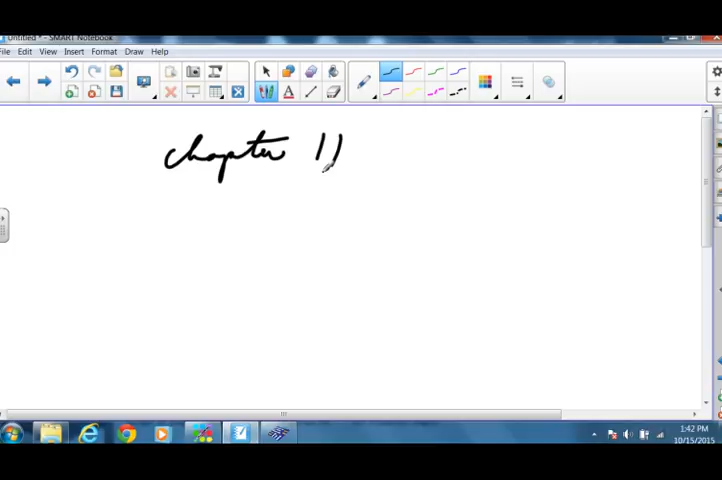 Untitled * - SMART Notebook
File Edit View Insert Format Draw Help
chapter 11
1:42 PM
10/15/2015